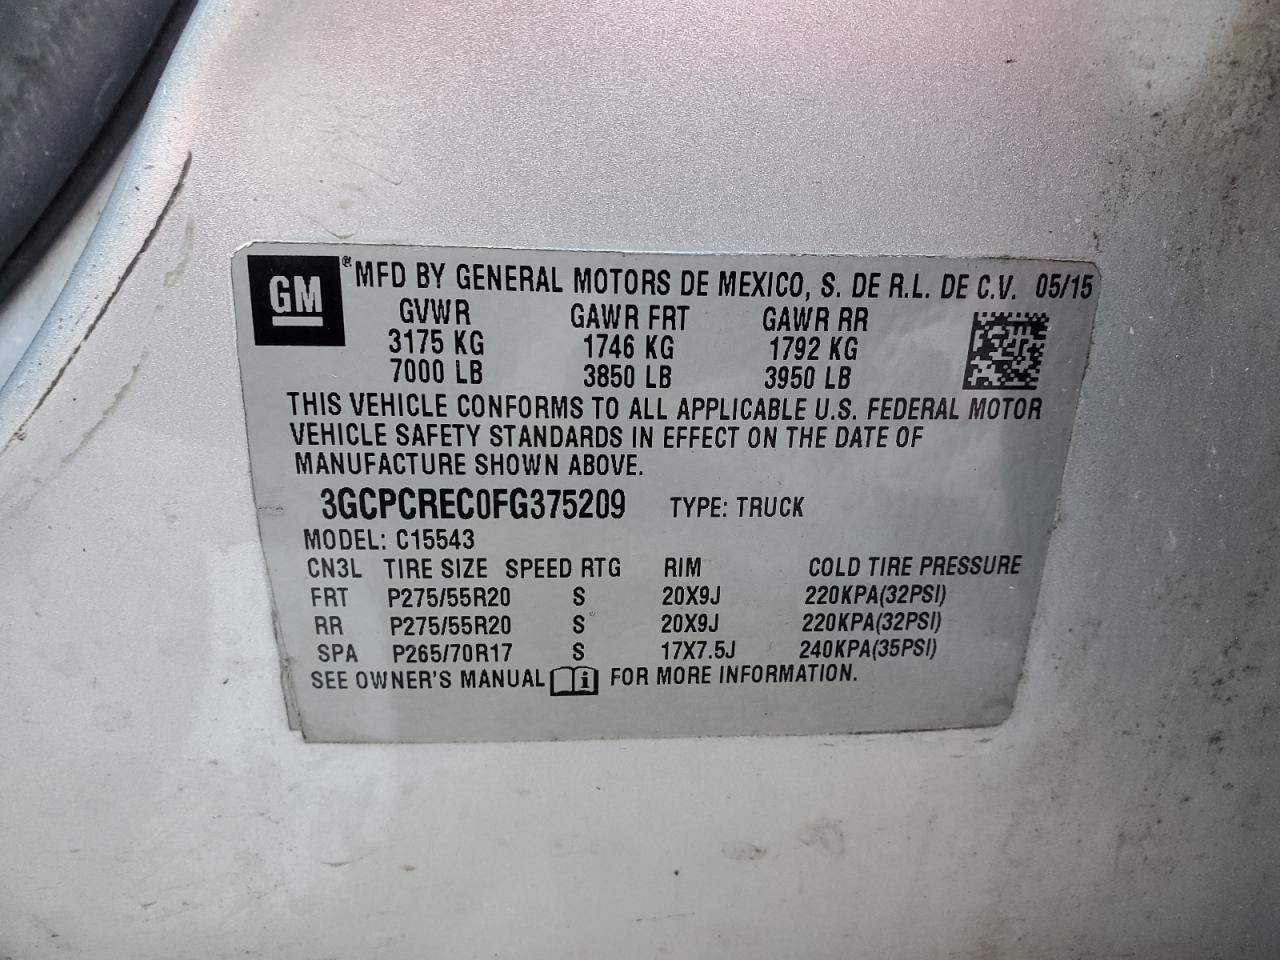 GM
® MFD BY GENERAL MOTORS DE MEXICO, S. DE R.L. DE C.V. 05/15
GVWR GAWR FRT GAWR RR
3175 KG 1746 KG 1792 KG
7000 LB 3850 LB 3950 LB
THIS VEHICLE CONFORMS TO ALL APPLICABLE U.S. FEDERAL MOTOR
VEHICLE SAFETY STANDARDS IN EFFECT ON THE DATE OF
MANUFACTURE SHOWN ABOVE.
3GCPCREC0FG375209 TYPE: TRUCK
MODEL: C15543
CN3L TIRE SIZE SPEED RTG RIM COLD TIRE PRESSURE
FRT P275/55R20 S 20X9J 220KPA(32PSI)
RR P275/55R20 S 20X9J 220KPA(32PSI)
SPA P265/70R17 S 17X7.5J 240KPA(35PSI)
SEE OWNER'S MANUAL i FOR MORE INFORMATION.